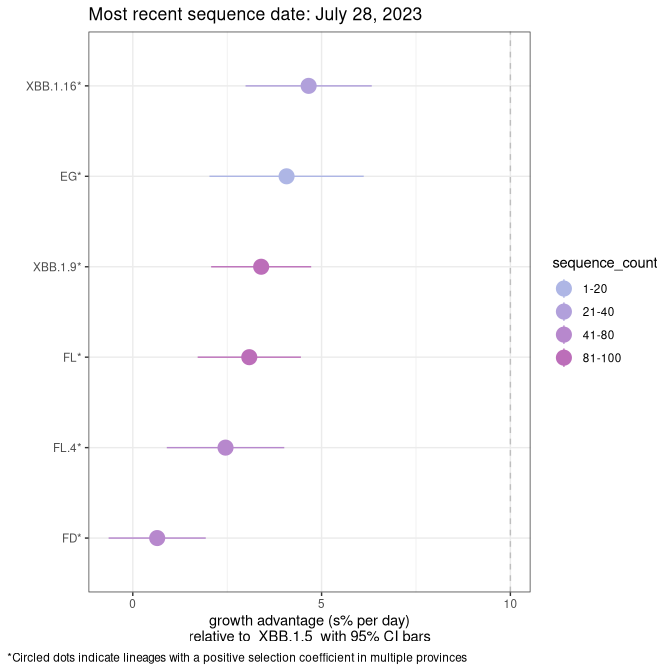 Most recent sequence date: July 28, 2023
XBB.1.16*
EG*
XBB.1.9*
FL*
FL.4*
FD*
0 5 10
growth advantage (s% per day)
relative to  XBB.1.5  with 95% CI bars
sequence_count
1-20
21-40
41-80
81-100
*Circled dots indicate lineages with a positive selection coefficient in multiple provinces